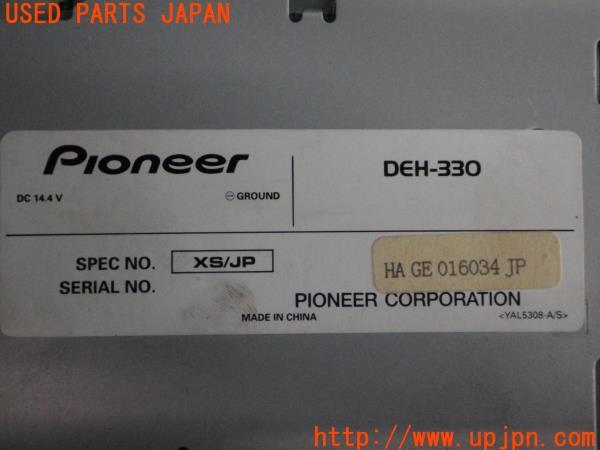 USED PARTS JAPAN
Pioneer
DEH-330
DC 14.4 V
⊖ GROUND
SPEC NO. XS/JP
SERIAL NO.
HA GE 016034 JP
PIONEER CORPORATION
MADE IN CHINA
<YAL5308-A/S>
http://www.upjpn.com/